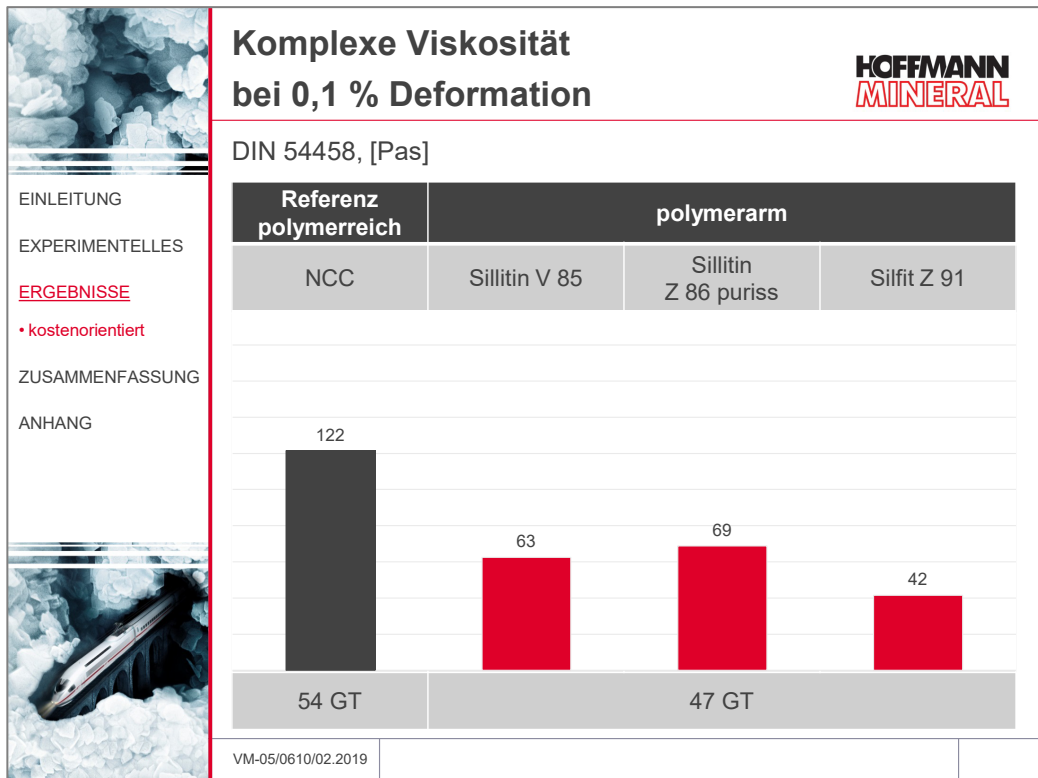 Komplexe Viskosität
bei 0,1 % Deformation
HOFFMANN
MINERAL
DIN 54458, [Pas]
EINLEITUNG
EXPERIMENTELLES
ERGEBNISSE
• kostenorientiert
ZUSAMMENFASSUNG
ANHANG
Referenz
polymerreich
polymerarm
NCC
Sillitin V 85
Sillitin
Z 86 puriss
Silfit Z 91
122
63
69
42
54 GT
47 GT
VM-05/0610/02.2019